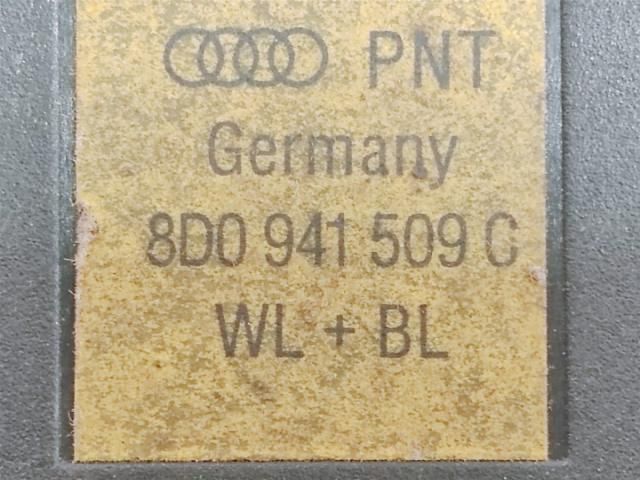 PNT
Germany
8D0 941 509 C
WL + BL